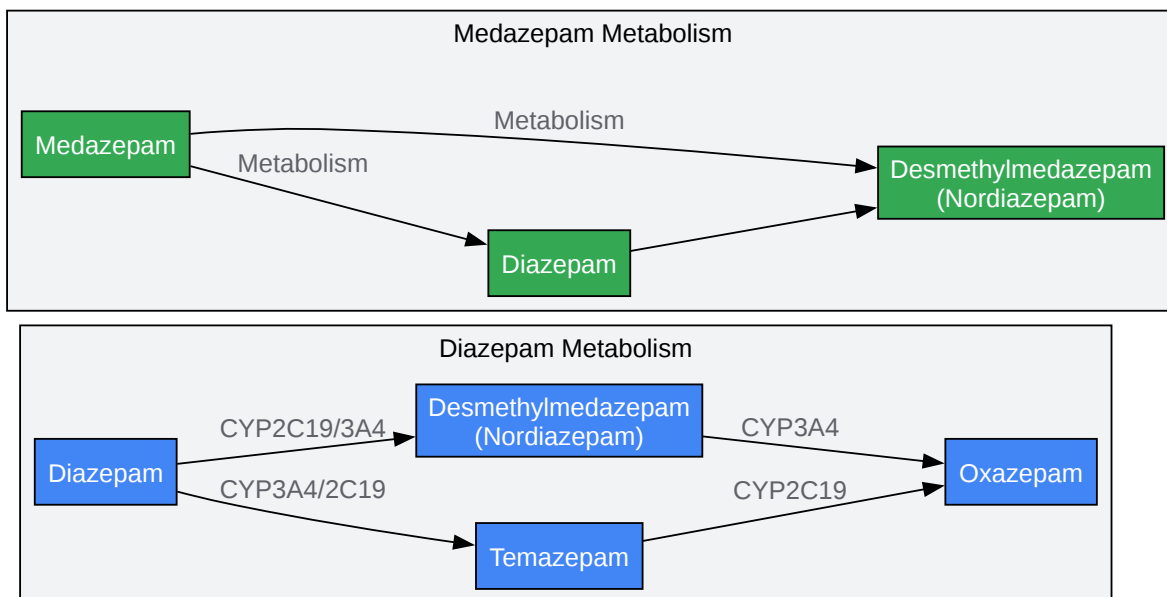 Medazepam Metabolism
Medazepam
Metabolism
Metabolism
Desmethylmedazepam
(Nordiazepam)
Diazepam
Diazepam Metabolism
Diazepam
CYP2C19/3A4
CYP3A4/2C19
Desmethylmedazepam
(Nordiazepam)
Temazepam
CYP3A4
CYP2C19
Oxazepam